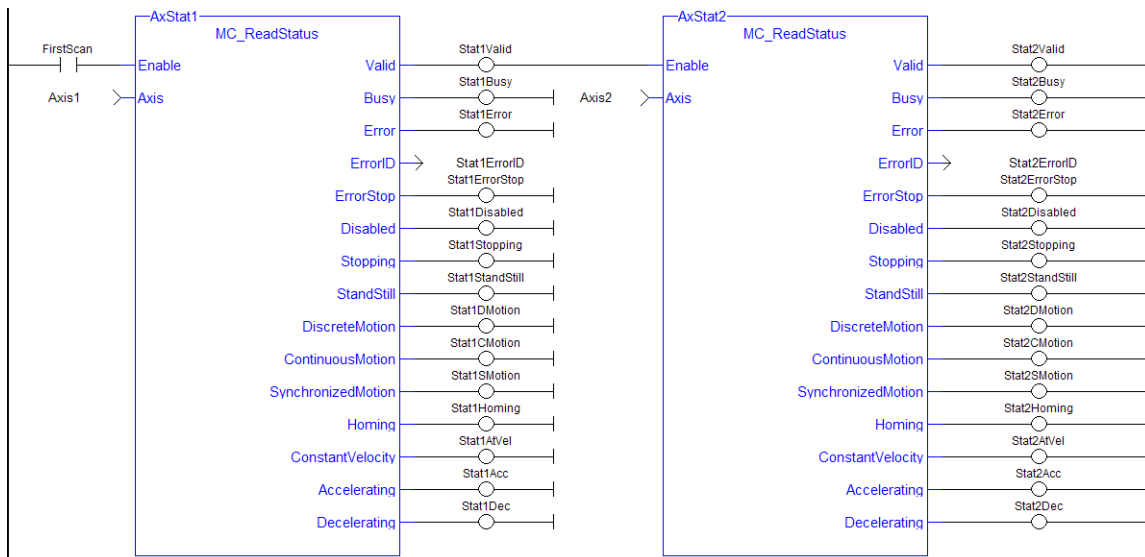 AxStat1 AxStat2
MC_ReadStatus MC_ReadStatus
FirstScan Stat1Valid Stat2Valid
Enable Valid Enable Valid
Stat1Busy Stat2Busy
Axis1 Axis Busy Axis2 Axis Busy
Stat1Error Stat2Error
Error Error
ErrorID Stat1ErrorID ErrorID Stat2ErrorID
Stat1ErrorStop Stat2ErrorStop
ErrorStop ErrorStop
Stat1Disabled Stat2Disabled
Disabled Disabled
Stat1Stopping Stat2Stopping
Stopping Stopping
Stat1StandStill Stat2StandStill
StandStill StandStill
Stat1DMotion Stat2DMotion
DiscreteMotion DiscreteMotion
Stat1CMotion Stat2CMotion
ContinuousMotion ContinuousMotion
Stat1SMotion Stat2SMotion
SynchronizedMotion SynchronizedMotion
Stat1Homing Stat2Homing
Homing Homing
Stat1AtVel Stat2AtVel
ConstantVelocity ConstantVelocity
Stat1Acc Stat2Acc
Accelerating Accelerating
Stat1Dec Stat2Dec
Decelerating Decelerating